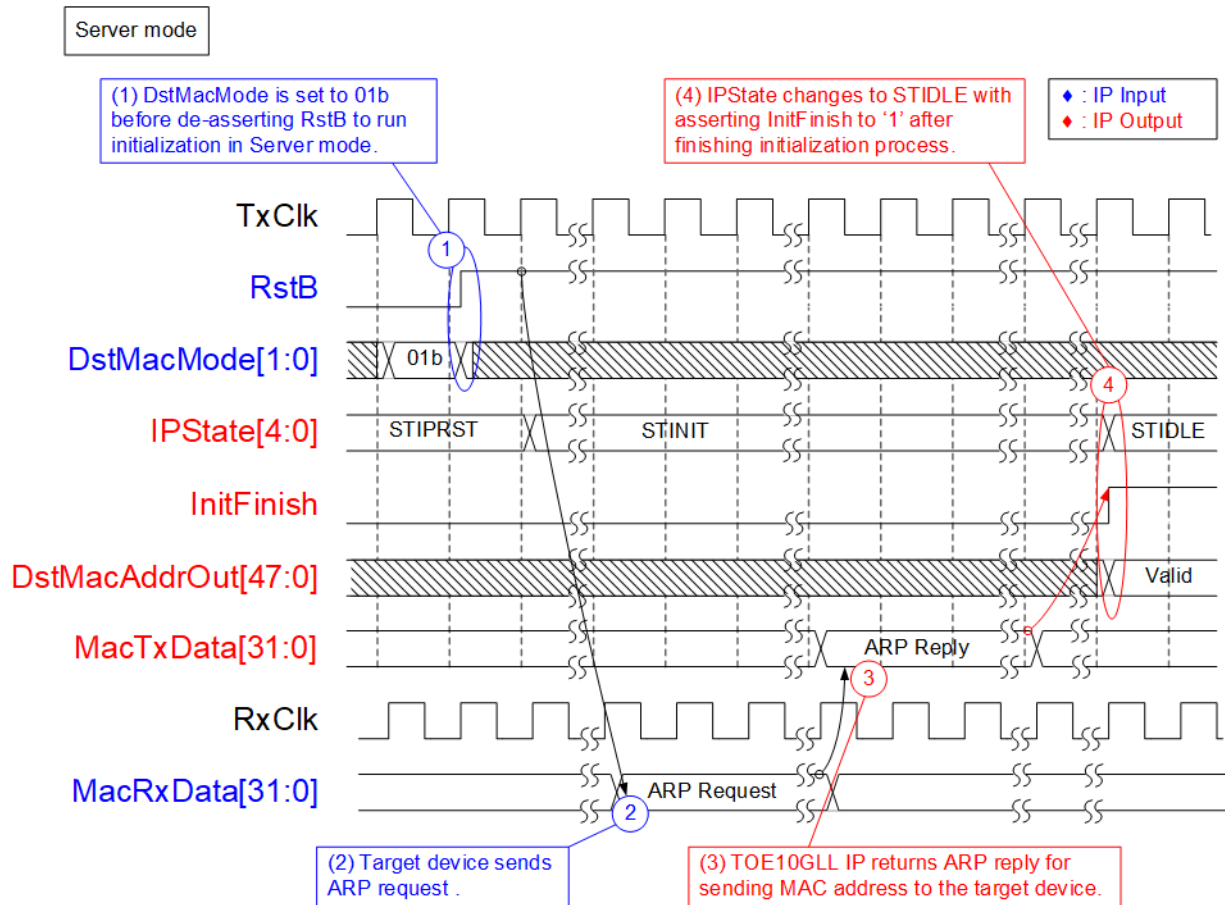 Server mode
(1) DstMacMode is set to 01b
before de-asserting RstB to run
initialization in Server mode.
(4) IPState changes to STIDLE with
asserting InitFinish to ‘1’ after
finishing initialization process.
♦ : IP Input
♦ : IP Output
TxClk
1
RstB
DstMacMode[1:0]
01b
4
IPState[4:0]
STIPRST
STINIT
STIDLE
InitFinish
DstMacAddrOut[47:0]
Valid
MacTxData[31:0]
ARP Reply
3
RxClk
MacRxData[31:0]
ARP Request
2
(2) Target device sends
ARP request .
(3) TOE10GLL IP returns ARP reply for
sending MAC address to the target device.